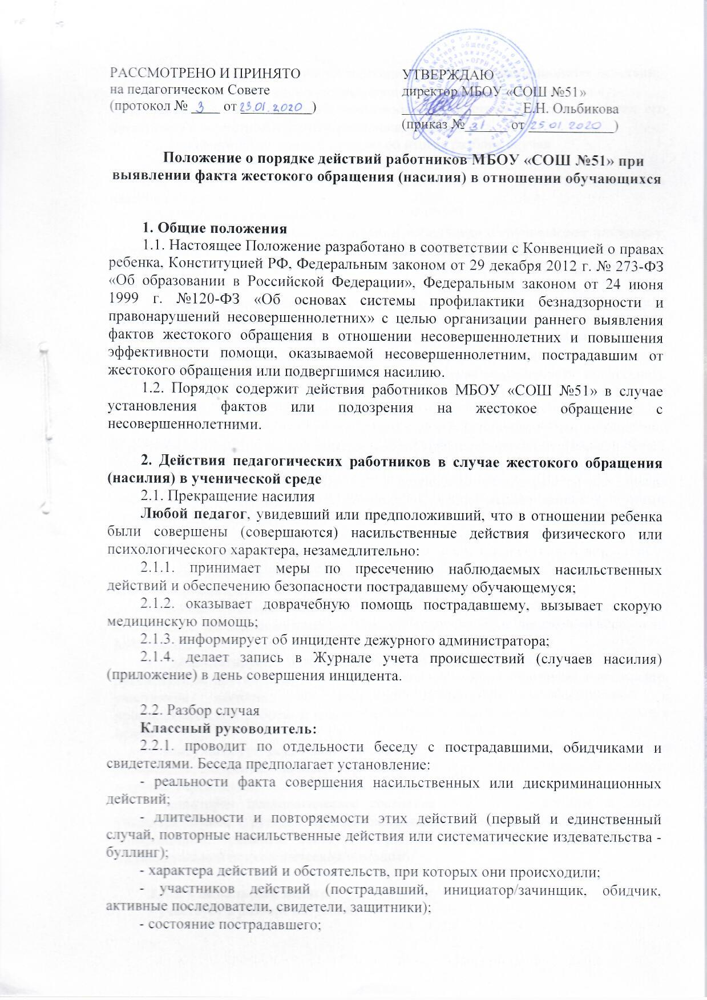 РАССМОТРЕНО И ПРИНЯТО
на педагогическом Совете
(протокол № 3 от 23.01.2020)
УТВЕРЖДАЮ
директор МБОУ «СОШ №51»
Е.Н. Ольбикова
(приказ № 31 от 25.01.2020)
Положение о порядке действий работников МБОУ «СОШ №51» при
выявлении факта жестокого обращения (насилия) в отношении обучающихся
1. Общие положения
1.1. Настоящее Положение разработано в соответствии с Конвенцией о правах
ребенка, Конституцией РФ, Федеральным законом от 29 декабря 2012 г. № 273-ФЗ
«Об образовании в Российской Федерации», Федеральным законом от 24 июня
1999 г. №120-ФЗ «Об основах системы профилактики безнадзорности и
правонарушений несовершеннолетних» с целью организации раннего выявления
фактов жестокого обращения в отношении несовершеннолетних и повышения
эффективности помощи, оказываемой несовершеннолетним, пострадавшим от
жестокого обращения или подвергшимся насилию.
1.2. Порядок содержит действия работников МБОУ «СОШ №51» в случае
установления фактов или подозрения на жестокое обращение с
несовершеннолетними.
2. Действия педагогических работников в случае жестокого обращения
(насилия) в ученической среде
2.1. Прекращение насилия
Любой педагог, увидевший или предположивший, что в отношении ребенка
были совершены (совершаются) насильственные действия физического или
психологического характера, незамедлительно:
2.1.1. принимает меры по пресечению наблюдаемых насильственных
действий и обеспечению безопасности пострадавшему обучающемуся;
2.1.2. оказывает доврачебную помощь пострадавшему, вызывает скорую
медицинскую помощь;
2.1.3. информирует об инциденте дежурного администратора;
2.1.4. делает запись в Журнале учета происшествий (случаев насилия)
(приложение) в день совершения инцидента.
2.2. Разбор случая
Классный руководитель:
2.2.1. проводит по отдельности беседу с пострадавшими, обидчиками и
свидетелями. Беседа предполагает установление:
- реальности факта совершения насильственных или дискриминационных
действий;
- длительности и повторяемости этих действий (первый и единственный
случай, повторные насильственные действия или систематические издевательства -
буллинг);
- характера действий и обстоятельств, при которых они происходили;
- участников действий (пострадавший, инициатор/зачинщик, обидчик,
активные последователи, свидетели, защитники);
- состояние пострадавшего;